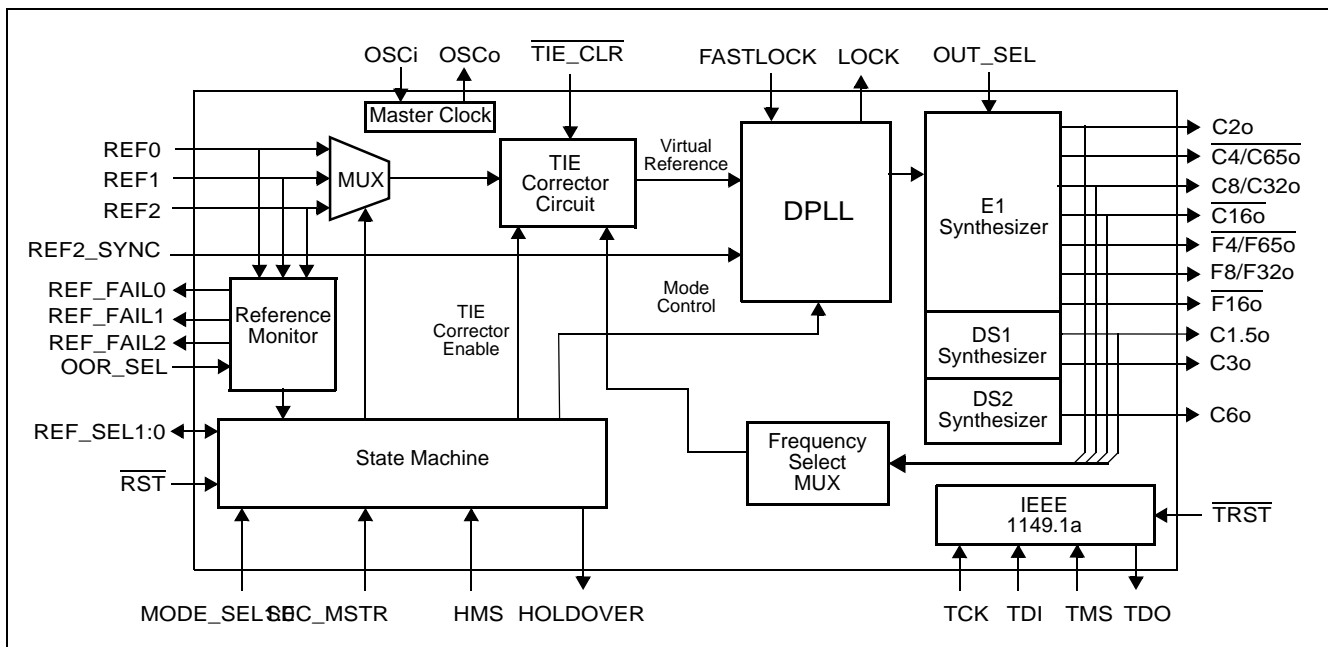 OSCi
OSCo
TIE_CLR
FASTLOCK
LOCK
OUT_SEL
Master Clock
REF0
REF1
REF2
REF2_SYNC
MUX
TIE
Corrector
Circuit
Virtual
Reference
DPLL
E1
Synthesizer
C2o
C4/C65o
C8/C32o
C16o
F4/F65o
F8/F32o
F16o
REF_FAIL0
REF_FAIL1
REF_FAIL2
OOR_SEL
Reference
Monitor
TIE
Corrector
Enable
Mode
Control
DS1
Synthesizer
C1.5o
C3o
DS2
Synthesizer
C6o
REF_SEL1:0
RST
State Machine
Frequency
Select
MUX
IEEE
1149.1a
TRST
MODE_SEL1:0
SEC_MSTR
HMS
HOLDOVER
TCK
TDI
TMS
TDO